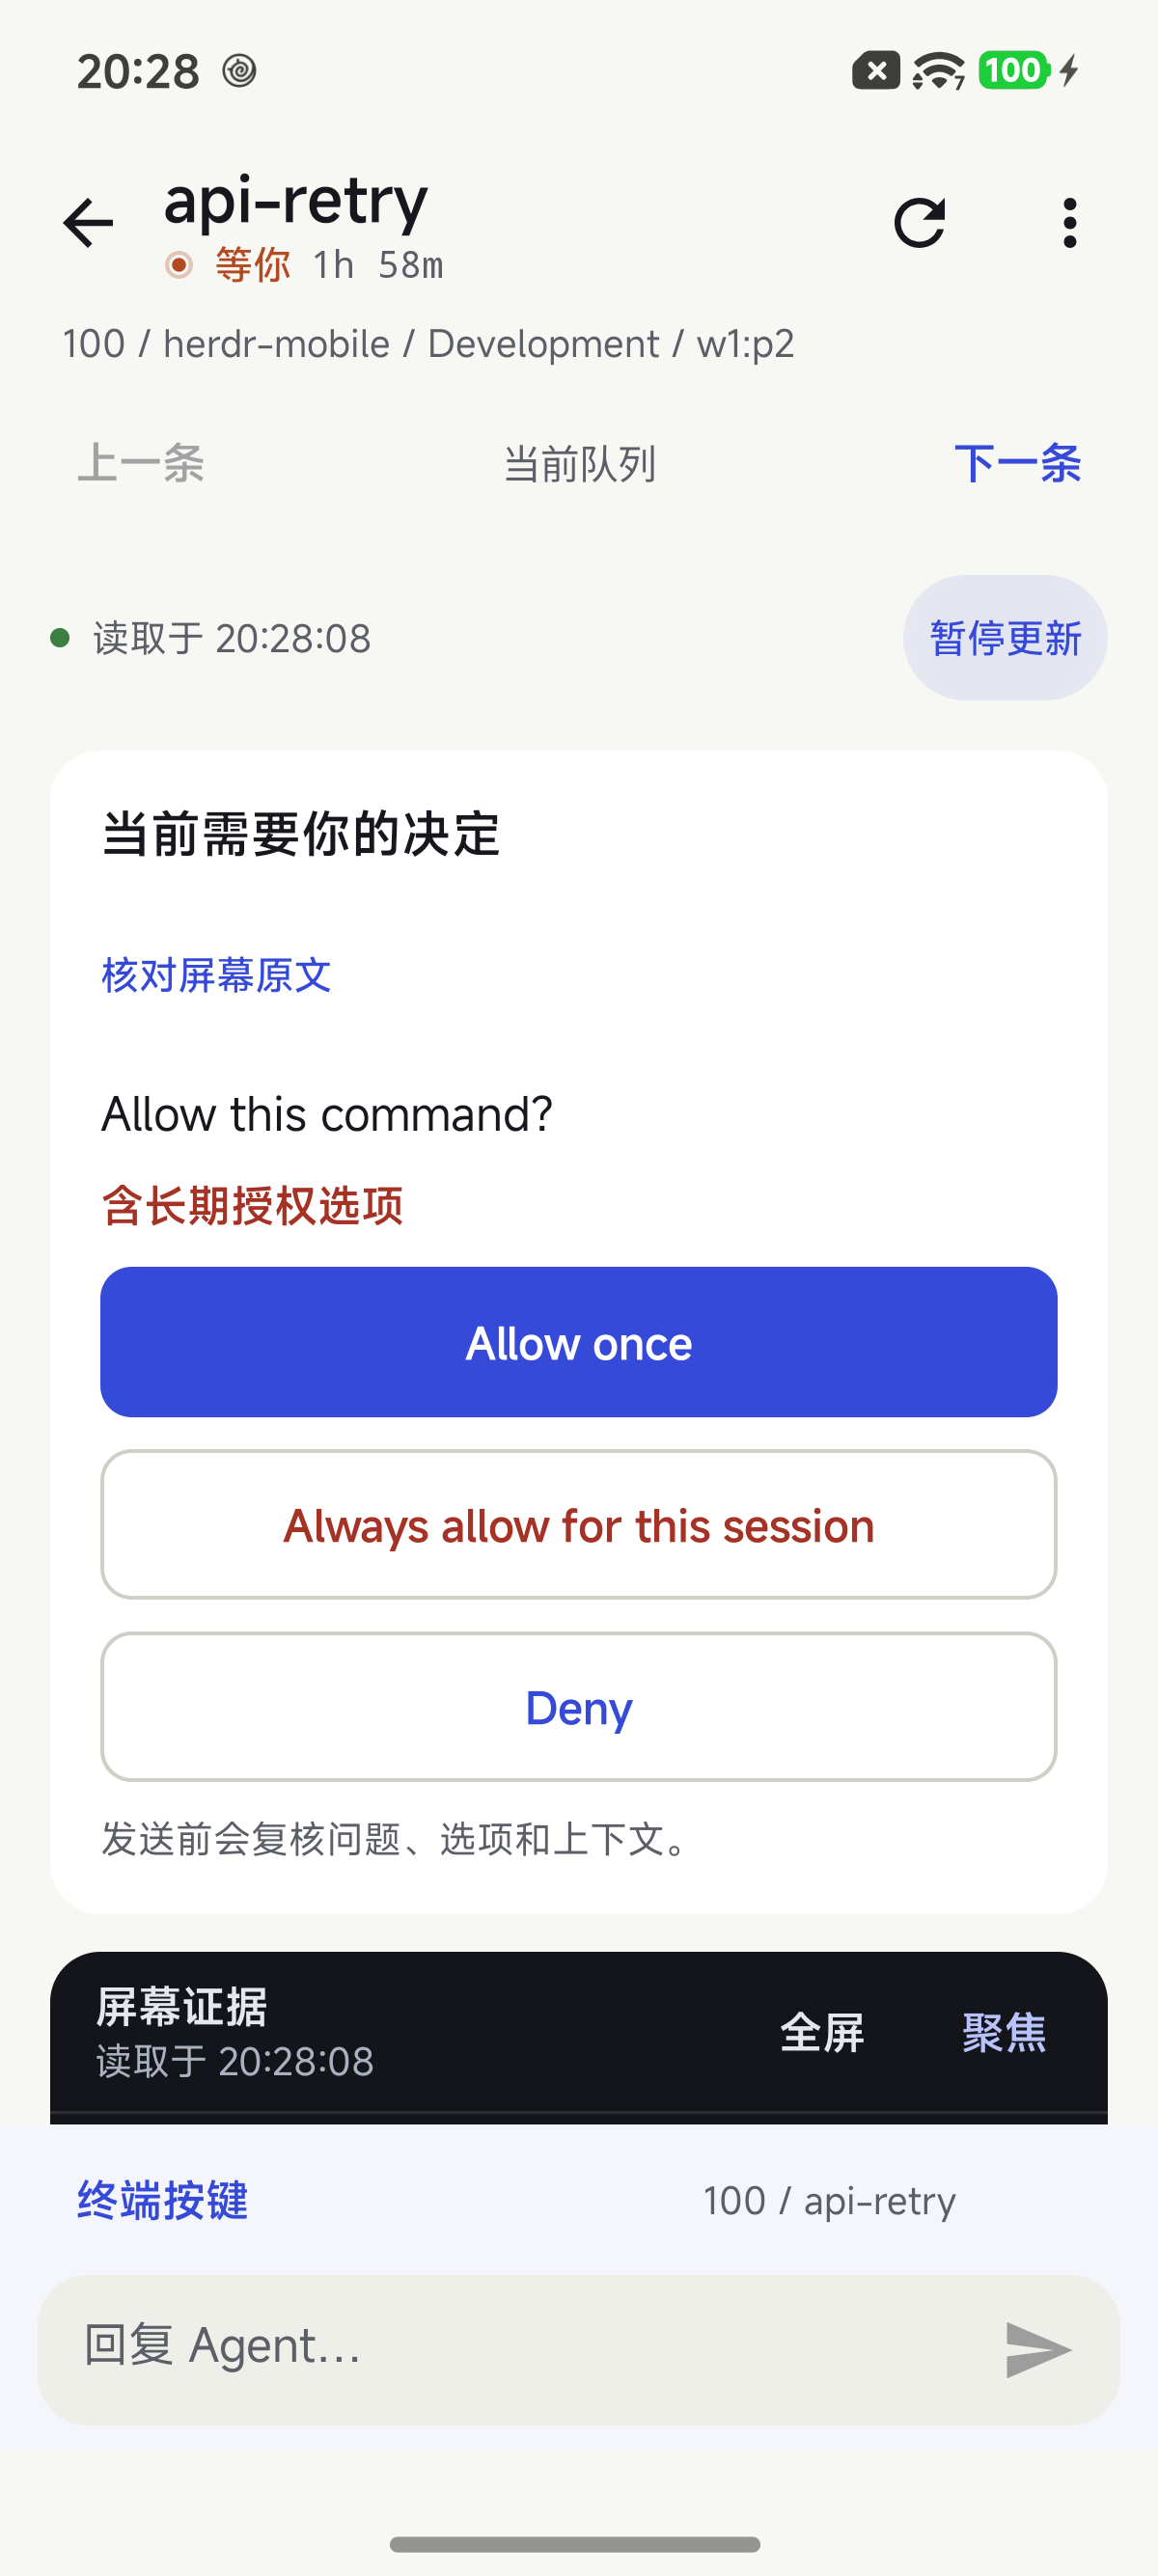 20:28
7
100
api-retry
等你 1h 58m
100 / herdr-mobile / Development / w1:p2
上一条 当前队列 下一条
读取于 20:28:08 暂停更新
当前需要你的决定
核对屏幕原文
Allow this command?
含长期授权选项
Allow once
Always allow for this session
Deny
发送前会复核问题、选项和上下文。
屏幕证据
读取于 20:28:08
全屏 聚焦
终端按键 100 / api-retry
回复 Agent...